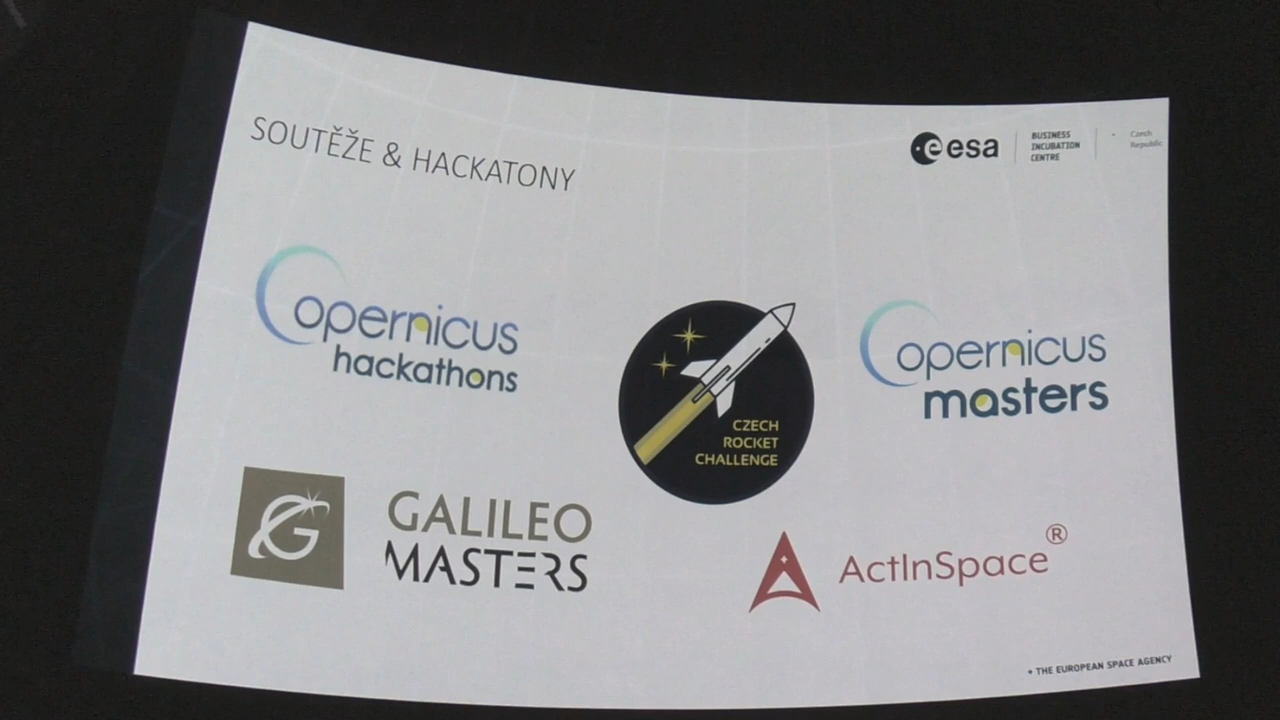 SOUTĚŽE & HACKATONY
esa
BUSINESS
INCUBATION
CENTRE
Czech
Republic
Copernicus
hackathons
CZECH
ROCKET
CHALLENGE
Copernicus
masters
G
GALILEO
MASTERS
ActInSpace®
→ THE EUROPEAN SPACE AGENCY